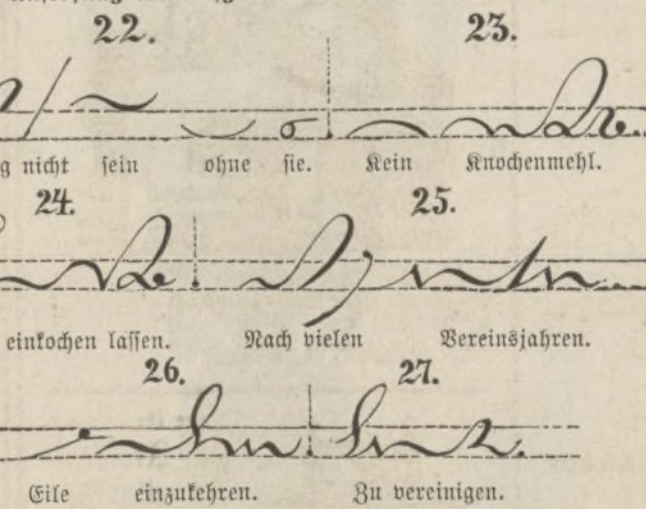 22. 23.
nicht sein ohne sie. Kein Knochenmehl.
24. 25.
einkochen lassen. Nach vielen Vereinsjahren.
26. 27.
Eile einzukehren. Zu vereinigen.